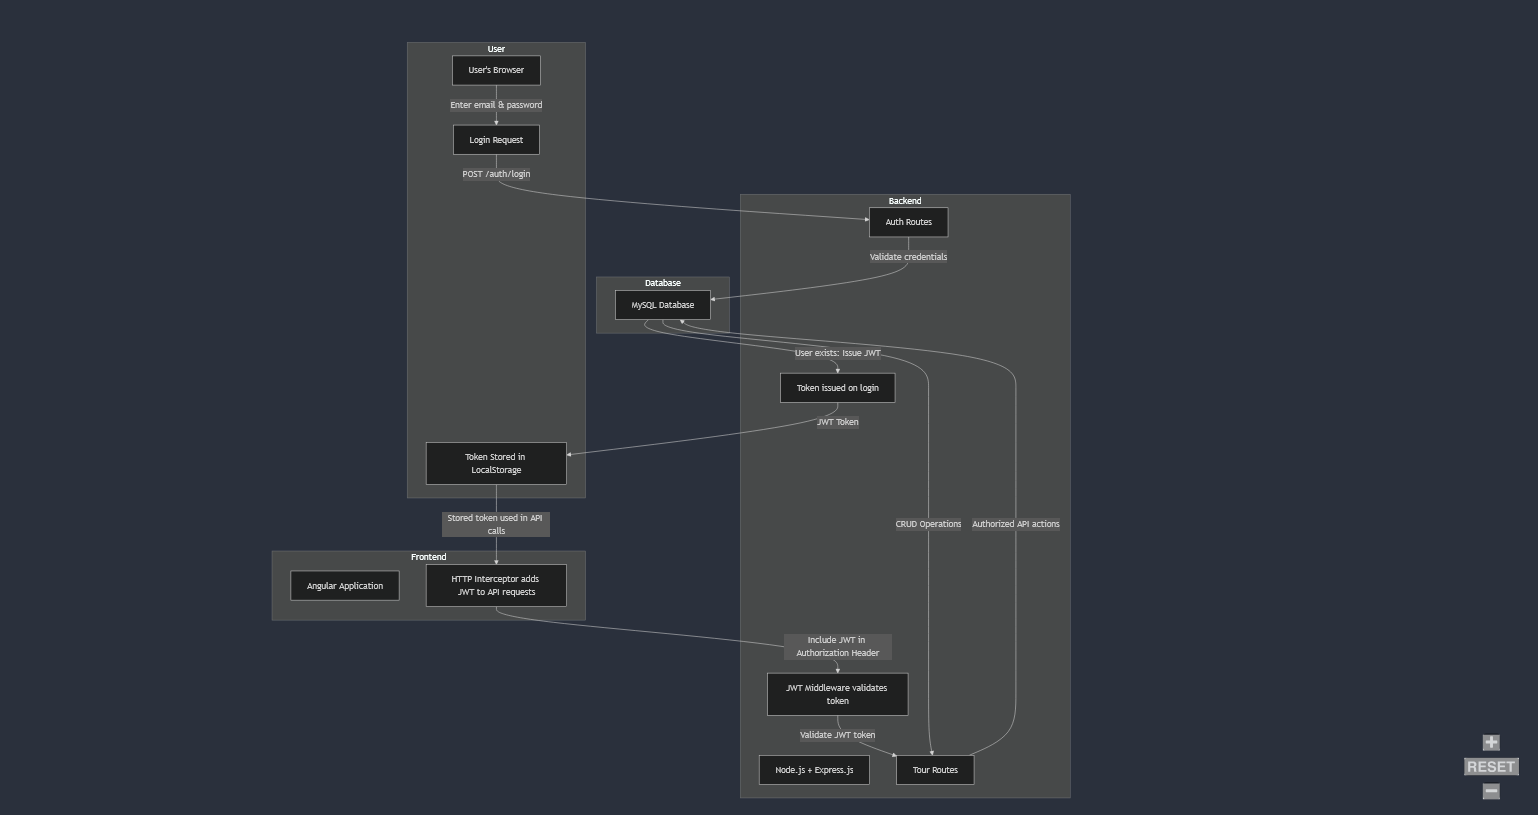 User
User's Browser
Enter email & password
Login Request
POST /auth/login
Backend
Auth Routes
Validate credentials
Database
MySQL Database
User exists: Issue JWT
Token issued on login
JWT Token
Token Stored in
LocalStorage
Stored token used in API
calls
CRUD Operations
Authorized API actions
Frontend
Angular Application
HTTP Interceptor adds
JWT to API requests
Include JWT in
Authorization Header
JWT Middleware validates
token
Validate JWT token
Node.js + Express.js
Tour Routes
RESET